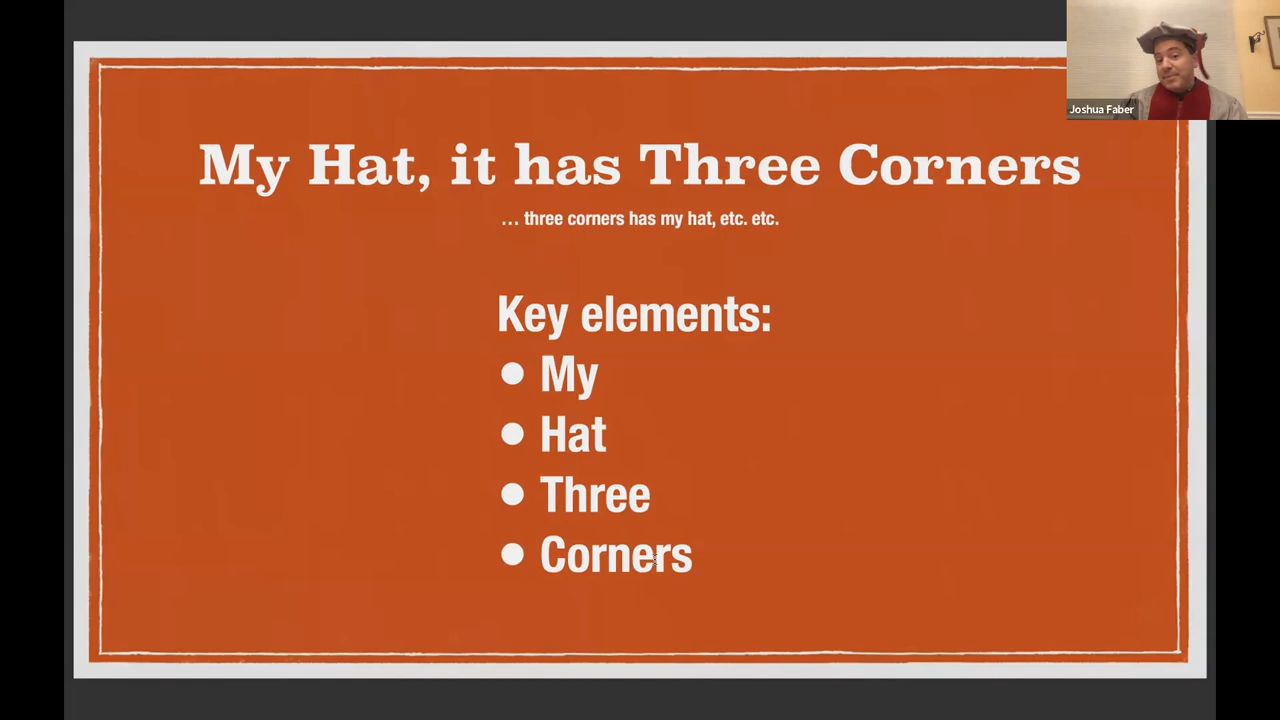 My Hat, it has Three Corners
... three corners has my hat, etc. etc.
Key elements:
• My
• Hat
• Three
• Corners
Joshua Faber